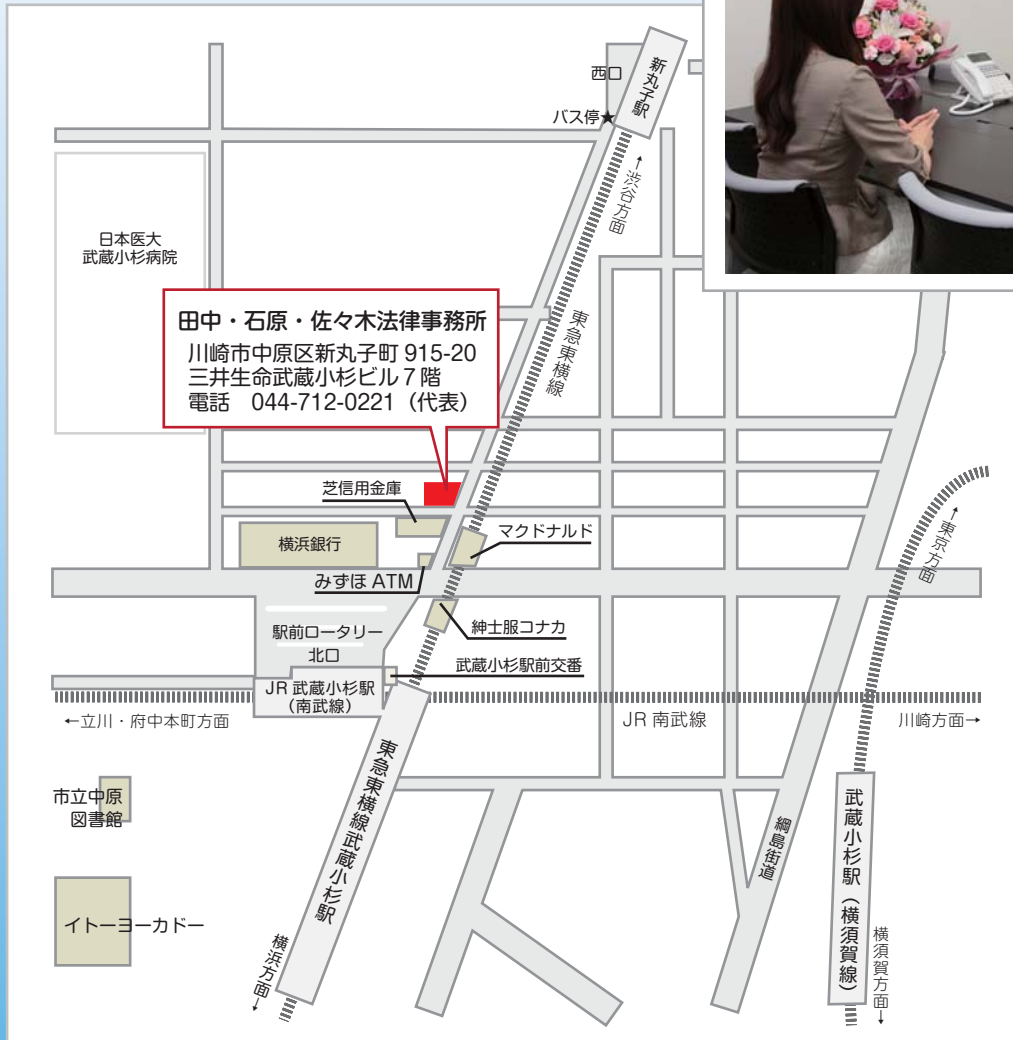 西口
新丸子駅
バス停★
←渋谷方面
日本医大
武蔵小杉病院
田中・石原・佐々木法律事務所
川崎市中原区新丸子町 915-20
三井生命武蔵小杉ビル 7 階
電話 044-712-0221（代表）
東急東横線
芝信用金庫
横浜銀行
マクドナルド
みずほ ATM
←東京方面
駅前ロータリー
北口
紳士服コナカ
武蔵小杉駅前交番
JR 武蔵小杉駅
（南武線）
←立川・府中本町方面
JR 南武線
川崎方面→
東急東横線武蔵小杉駅
市立中原
図書館
綱島街道
武蔵小杉駅（横須賀線）
イトーヨーカドー
横浜方面→
横須賀方面→